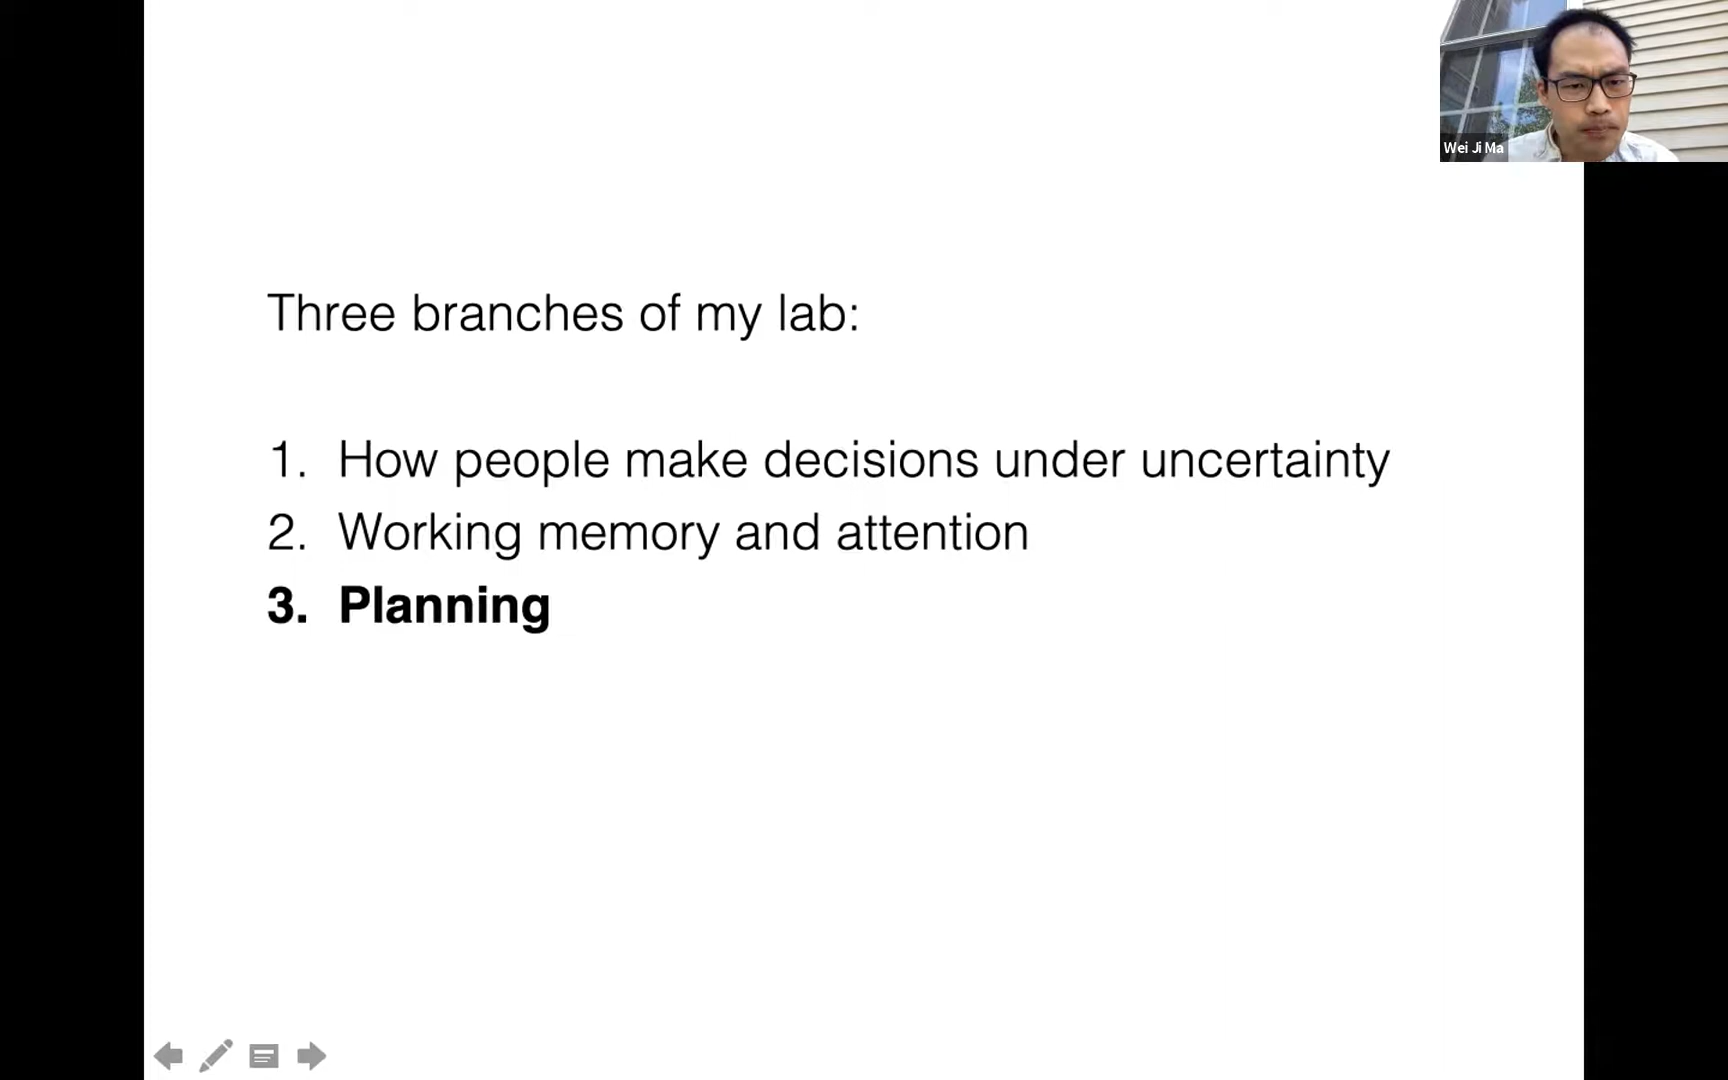 Wei Ji Ma
Three branches of my lab:
1. How people make decisions under uncertainty
2. Working memory and attention
3. Planning